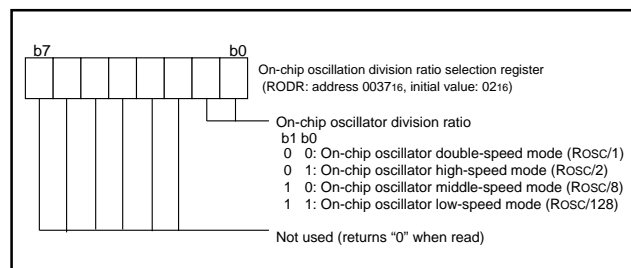 b7 b0
On-chip oscillation division ratio selection register
(RODR: address 003716, initial value: 0216)
On-chip oscillator division ratio
b1 b0
0 0: On-chip oscillator double-speed mode (ROSC/1)
0 1: On-chip oscillator high-speed mode (ROSC/2)
1 0: On-chip oscillator middle-speed mode (ROSC/8)
1 1: On-chip oscillator low-speed mode (ROSC/128)
Not used (returns “0” when read)